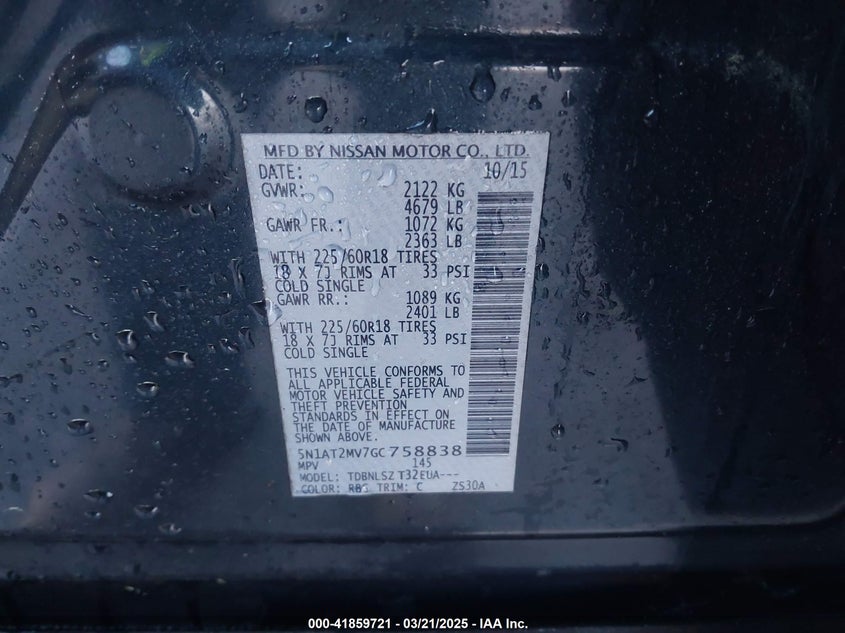 MFD BY NISSAN MOTOR CO., LTD.
DATE: 10/15
GVWR: 2122 KG
4679 LB
GAWR FR.: 1072 KG
2363 LB
WITH 225/60R18 TIRES
18 X 7J RIMS AT 33 PSI
COLD SINGLE
GAWR RR.: 1089 KG
2401 LB
WITH 225/60R18 TIRES
18 X 7J RIMS AT 33 PSI
COLD SINGLE
THIS VEHICLE CONFORMS TO
ALL APPLICABLE FEDERAL
MOTOR VEHICLE SAFETY AND
THEFT PREVENTION
STANDARDS IN EFFECT ON
THE DATE OF MANUFACTURE
SHOWN ABOVE.
5N1AT2MV7GC758838
MPV 145
MODEL: TDBNLSZ T32EUA---
COLOR: RBG TRIM: C ZS30A
000-41859721 - 03/21/2025 - IAA Inc.